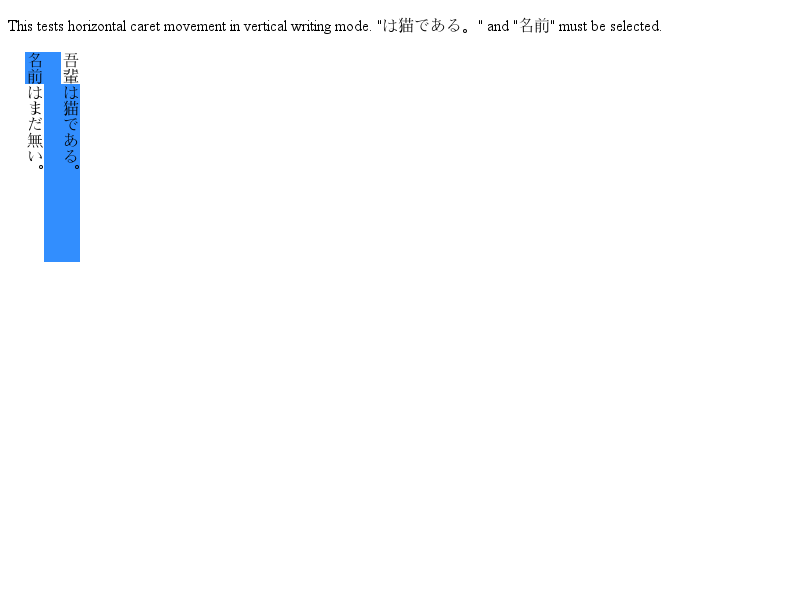 This tests horizontal caret movement in vertical writing mode. "は猫である。" and "名前" must be selected.
吾輩は猫である。
名前はまだ無い。